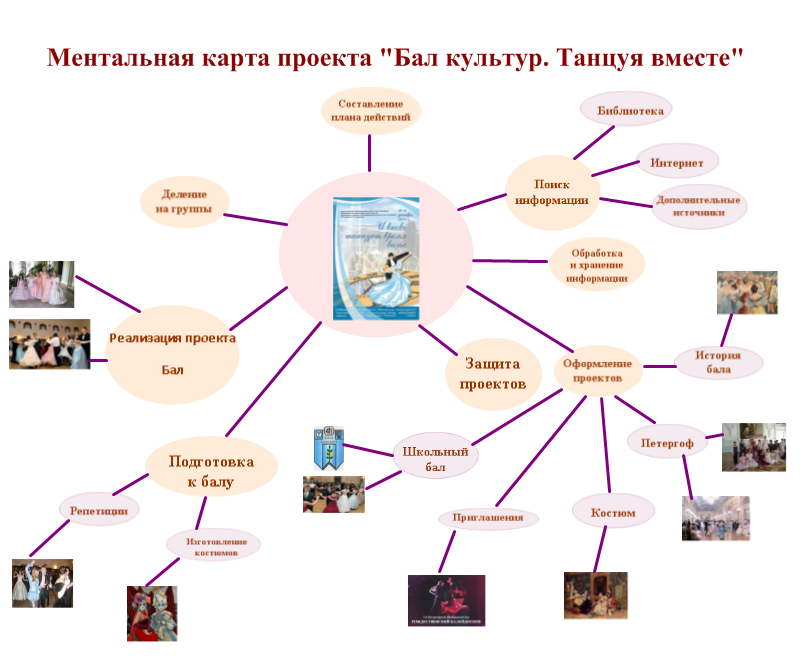 Ментальная карта проекта "Бал культур. Танцуя вместе"
Составление
плана действий
Библиотека
Интернет
Поиск
информации
Дополнительные
источники
Деление
на группы
Обработка
и хранение
информации
Реализация проекта
Бал
Защита
проектов
Оформление
проектов
История
бала
Петергоф
Школьный
бал
Подготовка
к балу
Репетиции
Приглашения
Костюм
Изготовление
костюмов